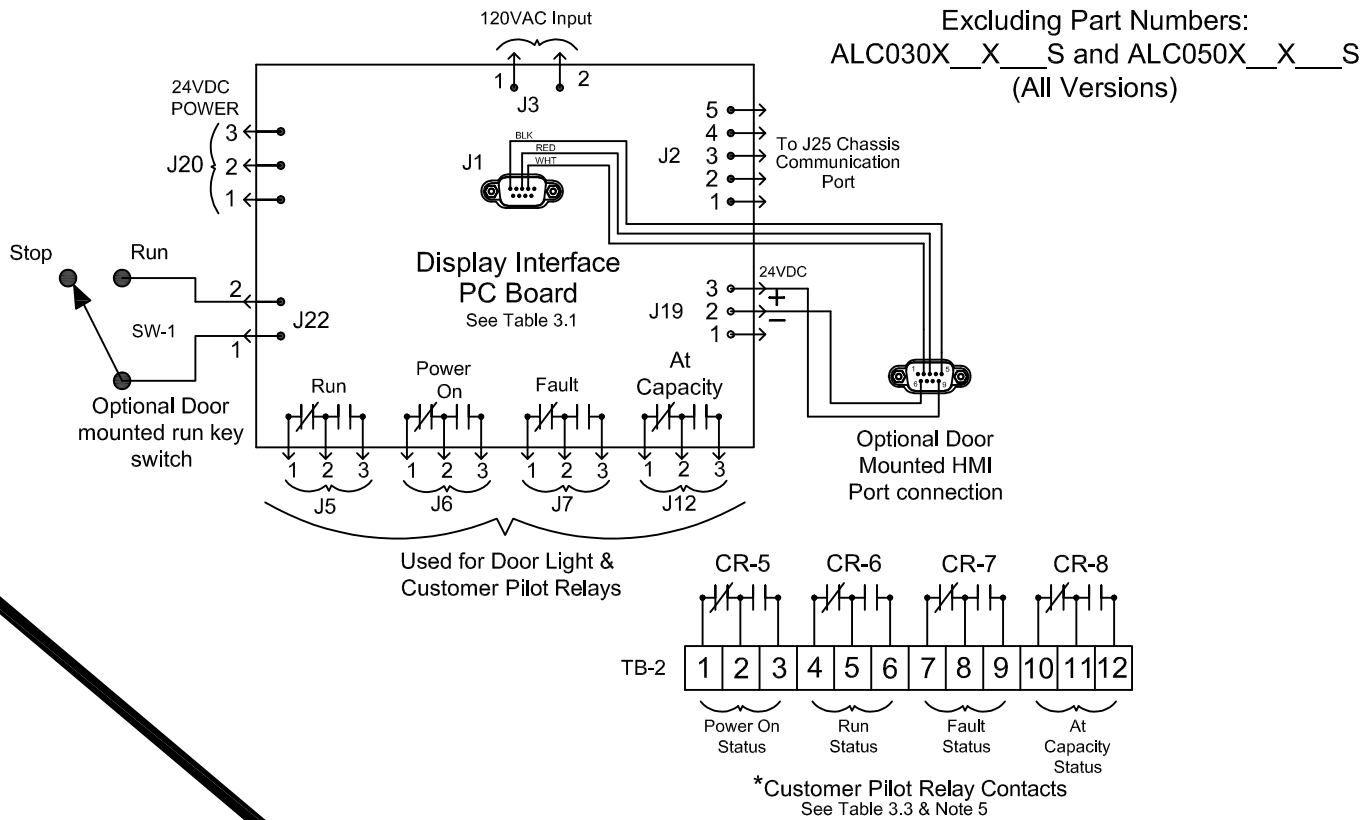 120VAC Input
Excluding Part Numbers:
ALC030X__X___S and ALC050X__X___S
(All Versions)
1 2
J3
24VDC
POWER
3
2
1
J20
J1
BLK
RED
WHT
J2
5
4
3
2
1
To J25 Chassis
Communication
Port
Stop
Run
SW-1
2
1
J22
Optional Door
mounted run key
switch
Display Interface
PC Board
See Table 3.1
J19
3
2
1
24VDC
+
−
1 5
6 9
Optional Door
Mounted HMI
Port connection
Run
Power
On
Fault
At
Capacity
1 2 3 1 2 3 1 2 3 1 2 3
J5 J6 J7 J12
Used for Door Light &
Customer Pilot Relays
CR-5 CR-6 CR-7 CR-8
TB-2 1 2 3 4 5 6 7 8 9 10 11 12
Power On
Status
Run
Status
Fault
Status
At
Capacity
Status
*Customer Pilot Relay Contacts
See Table 3.3 & Note 5